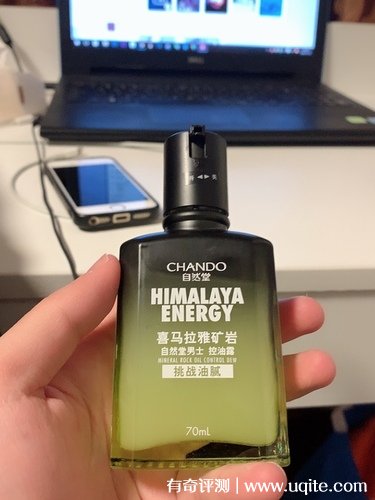 开 ◀▶ 关
CHANDO
自然堂
HIMALAYA
ENERGY
喜马拉雅矿岩
自然堂男士 控油露
MINERAL ROCK OIL CONTROL DEW
挑战油腻
70mL
DELL
有奇评测 | www.uqite.com